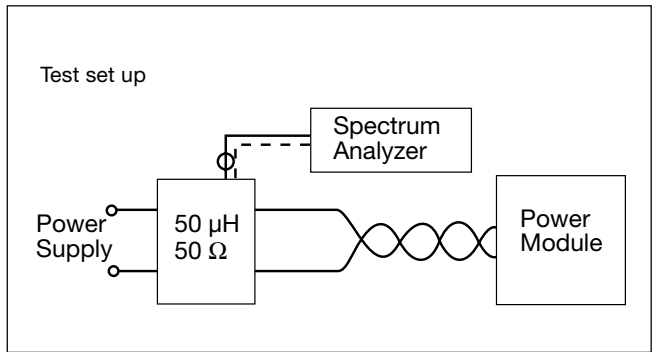 Test set up
Spectrum
Analyzer
Power
Supply
50 µH
50 Ω
Power
Module